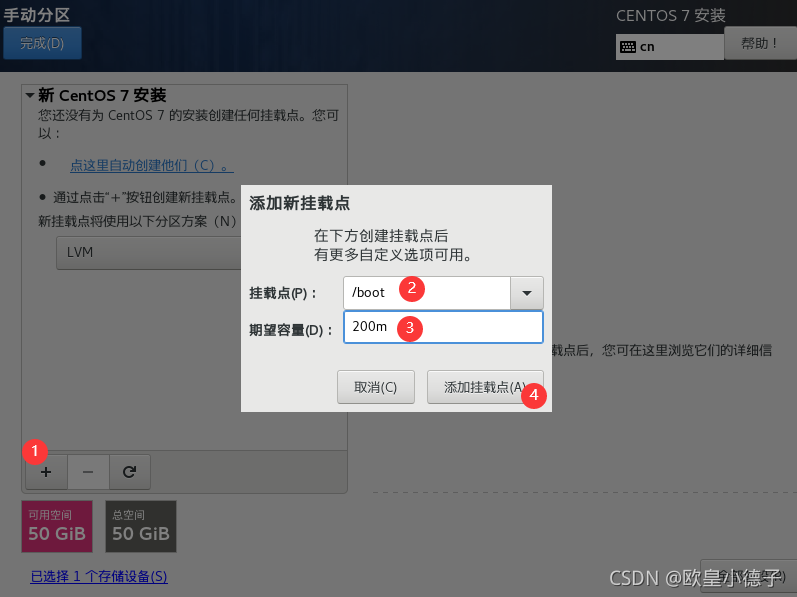 手动分区
CENTOS 7 安装
完成(D)
cn
帮助！
新 CentOS 7 安装
您还没有为 CentOS 7 的安装创建任何挂载点。您可
以：
点这里自动创建他们（C）。
通过点击“+”按钮创建新挂载点。
新挂载点将使用以下分区方案（N）
LVM
添加新挂载点
在下方创建挂载点后
有更多自定义选项可用。
挂载点(P)：
/boot
2
期望容量(D)：
200m
3
取消(C)
添加挂载点(A)
4
载点后，您可在这里浏览它们的详细信
1
+
−
可用空间
50 GiB
总空间
50 GiB
已选择 1 个存储设备(S)
CSDN @欧皇小德子